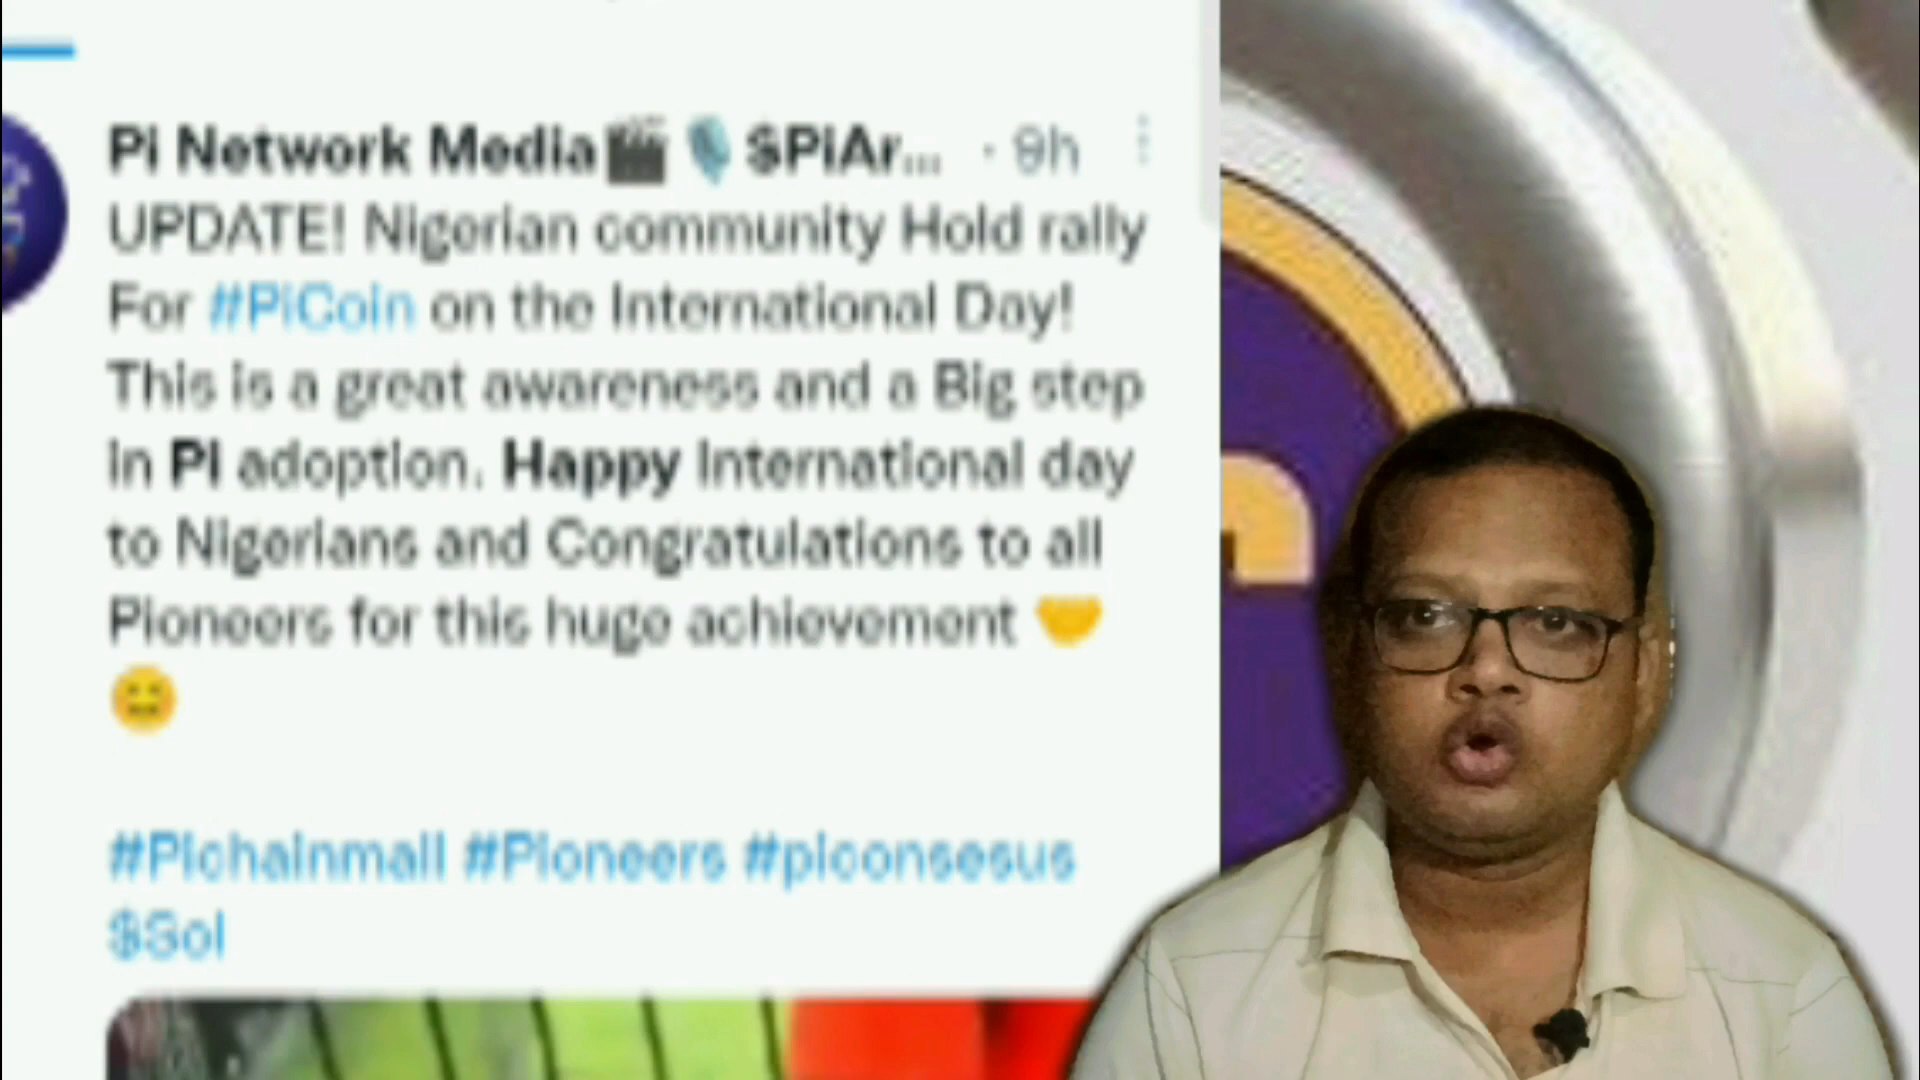 Pi Network Media🎬🎙️$PiAr... · 9h
UPDATE! Nigerian community Hold rally
For #PiCoin on the International Day!
This is a great awareness and a Big step
in Pi adoption. Happy International day
to Nigerians and Congratulations to all
Pioneers for this huge achievement 🤝
😊
#Pichainmall #Pioneers #piconsesus
$Sol